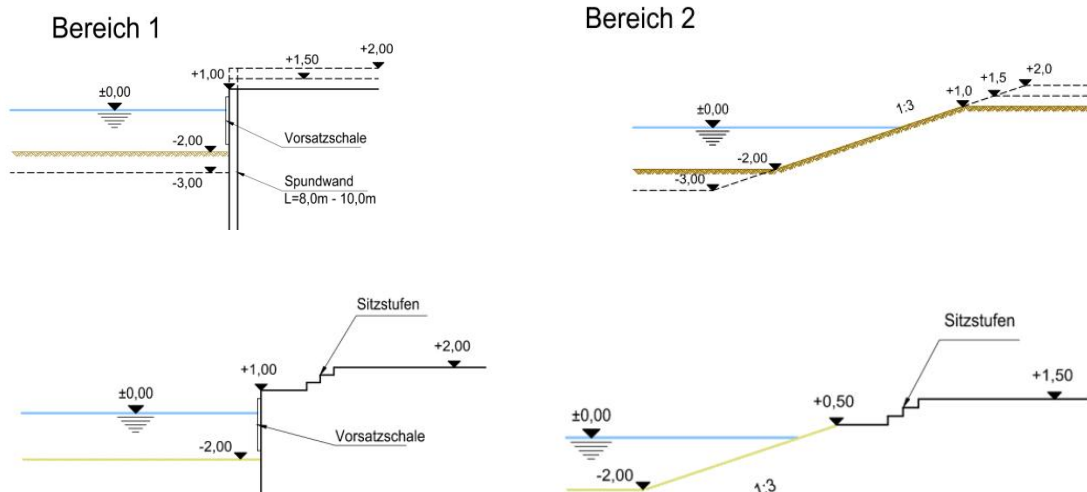 Bereich 1
+2,00
+1,50
+1,00
±0,00
Vorsatzschale
-2,00
-3,00
Spundwand
L=8,0m - 10,0m
Bereich 2
+2,0
+1,5
+1,0
1:3
±0,00
-2,00
-3,00
Sitzstufen
+2,00
+1,00
±0,00
Vorsatzschale
-2,00
Sitzstufen
+1,50
+0,50
±0,00
-2,00
1:3